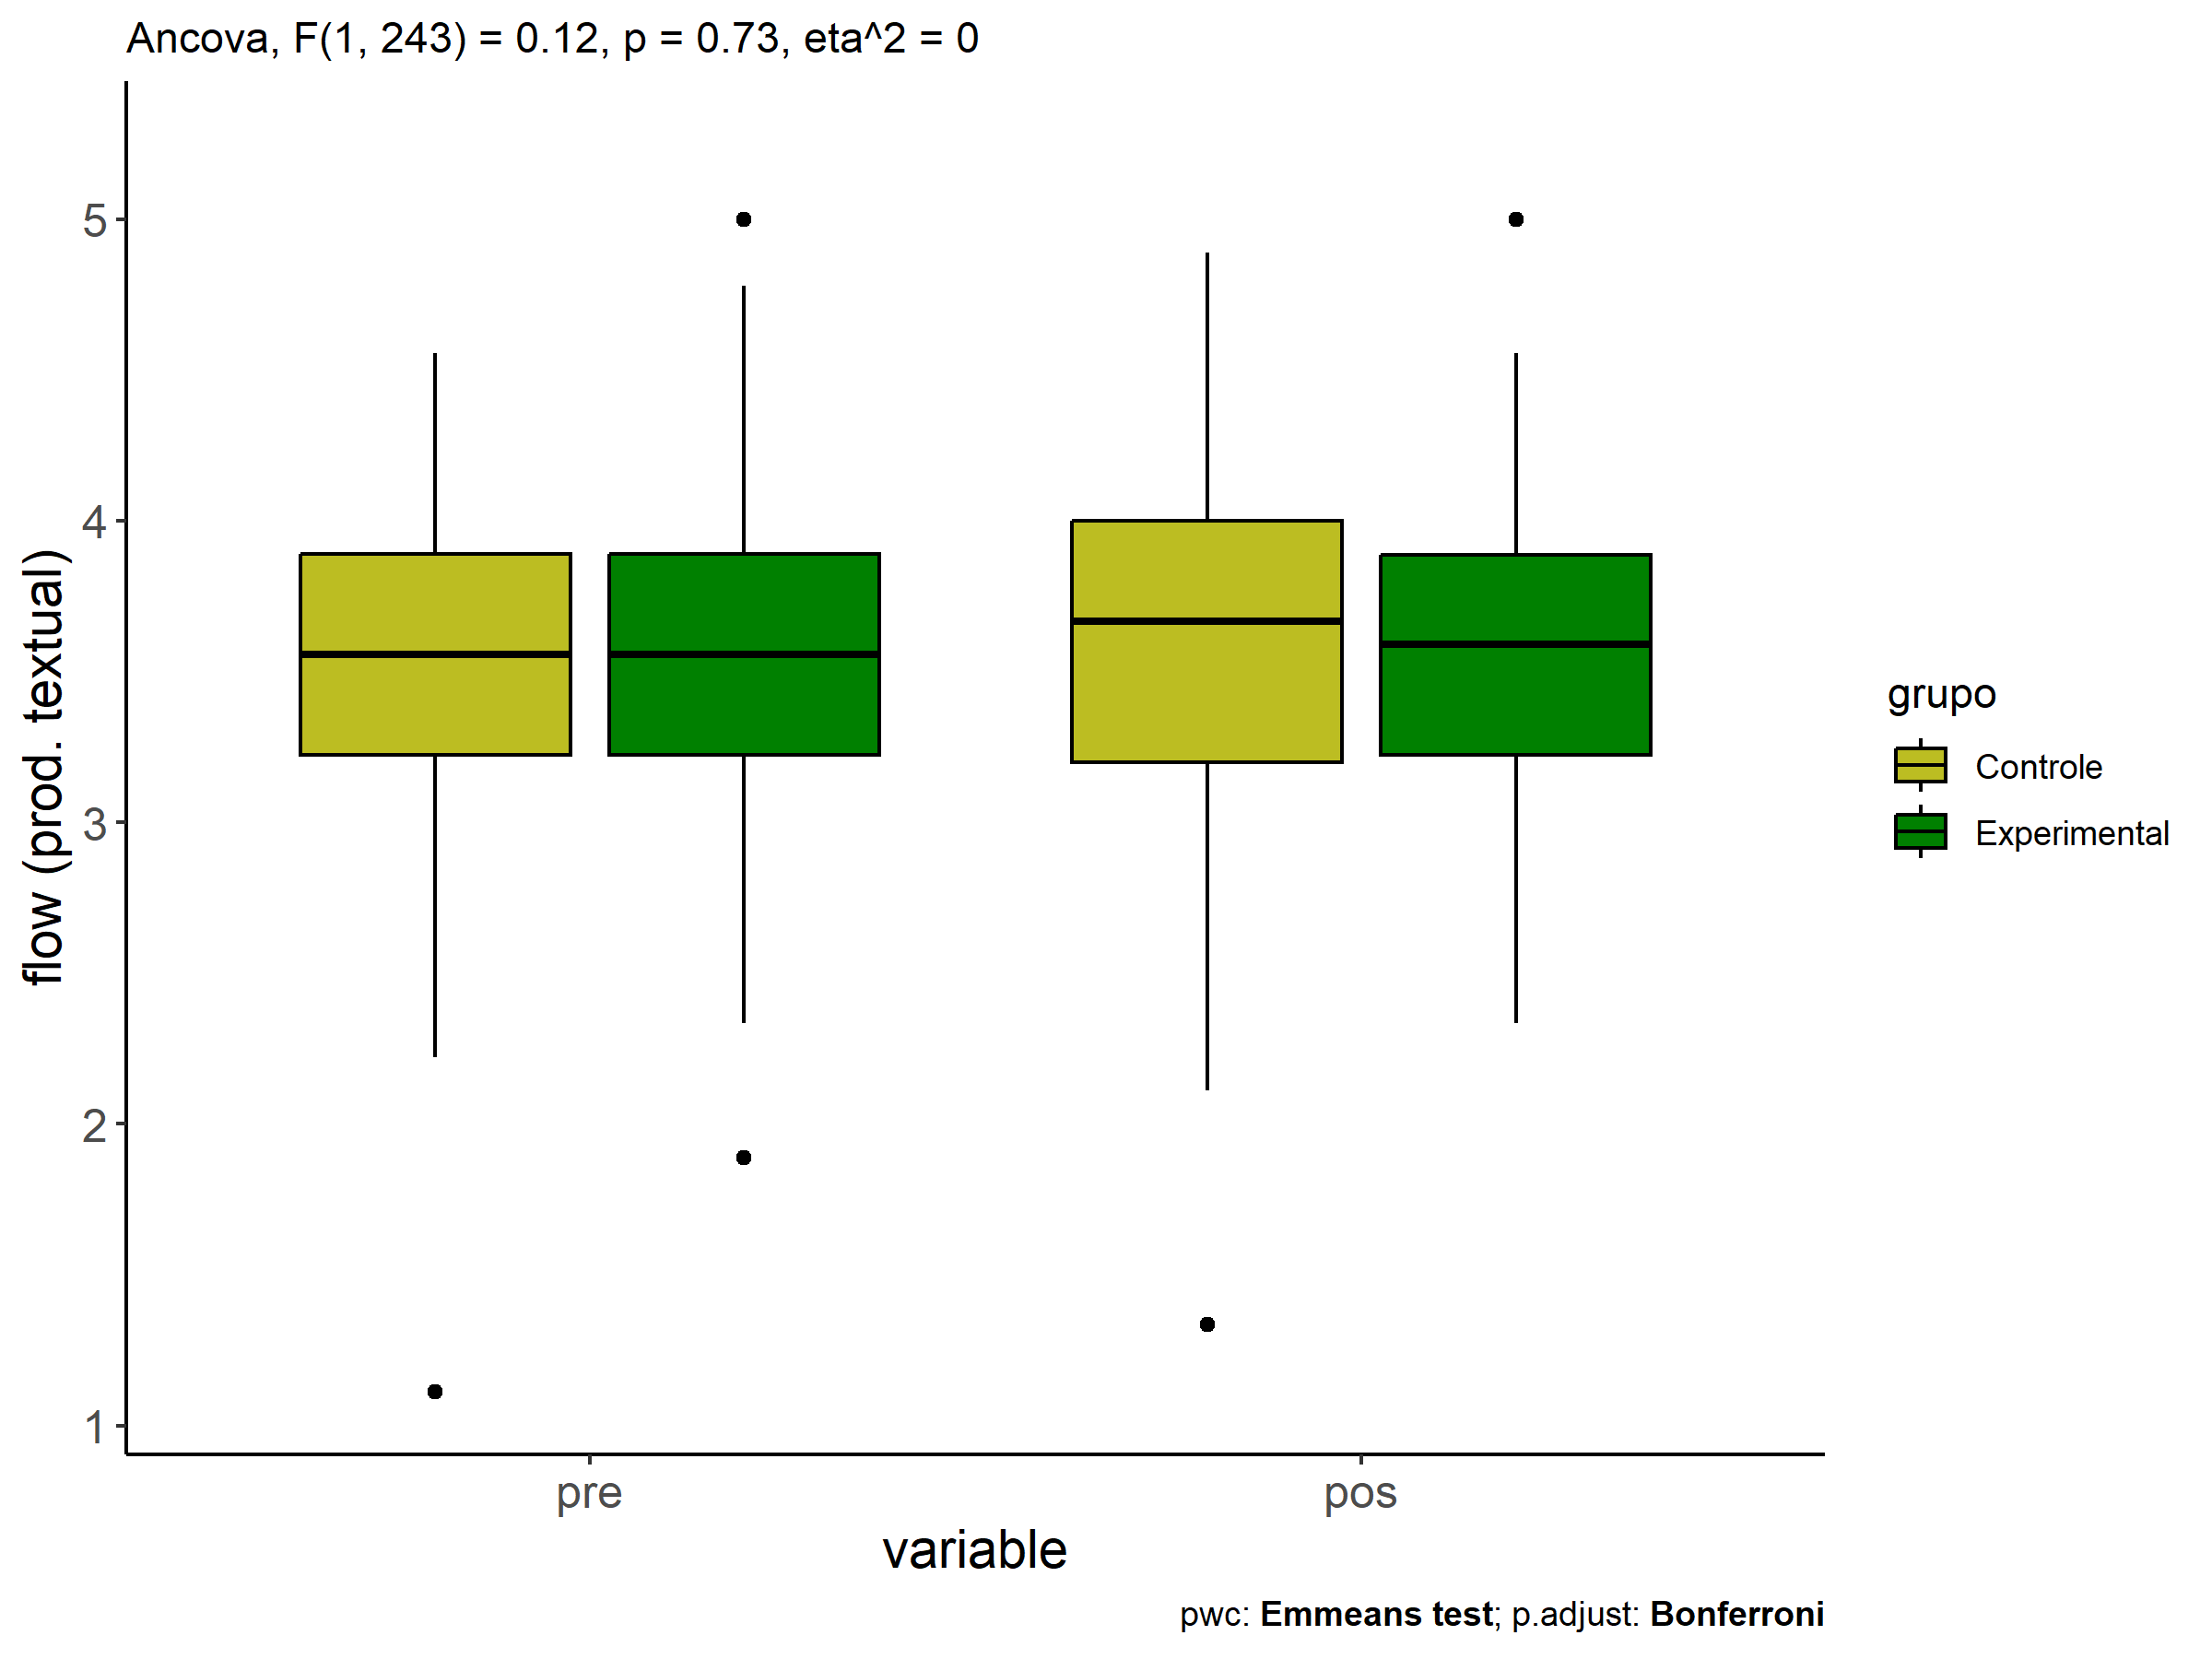 Ancova, F(1, 243) = 0.12, p = 0.73, eta^2 = 0
flow (prod. textual)
5
4
3
2
1
pre
pos
variable
grupo
Controle
Experimental
pwc: Emmeans test; p.adjust: Bonferroni